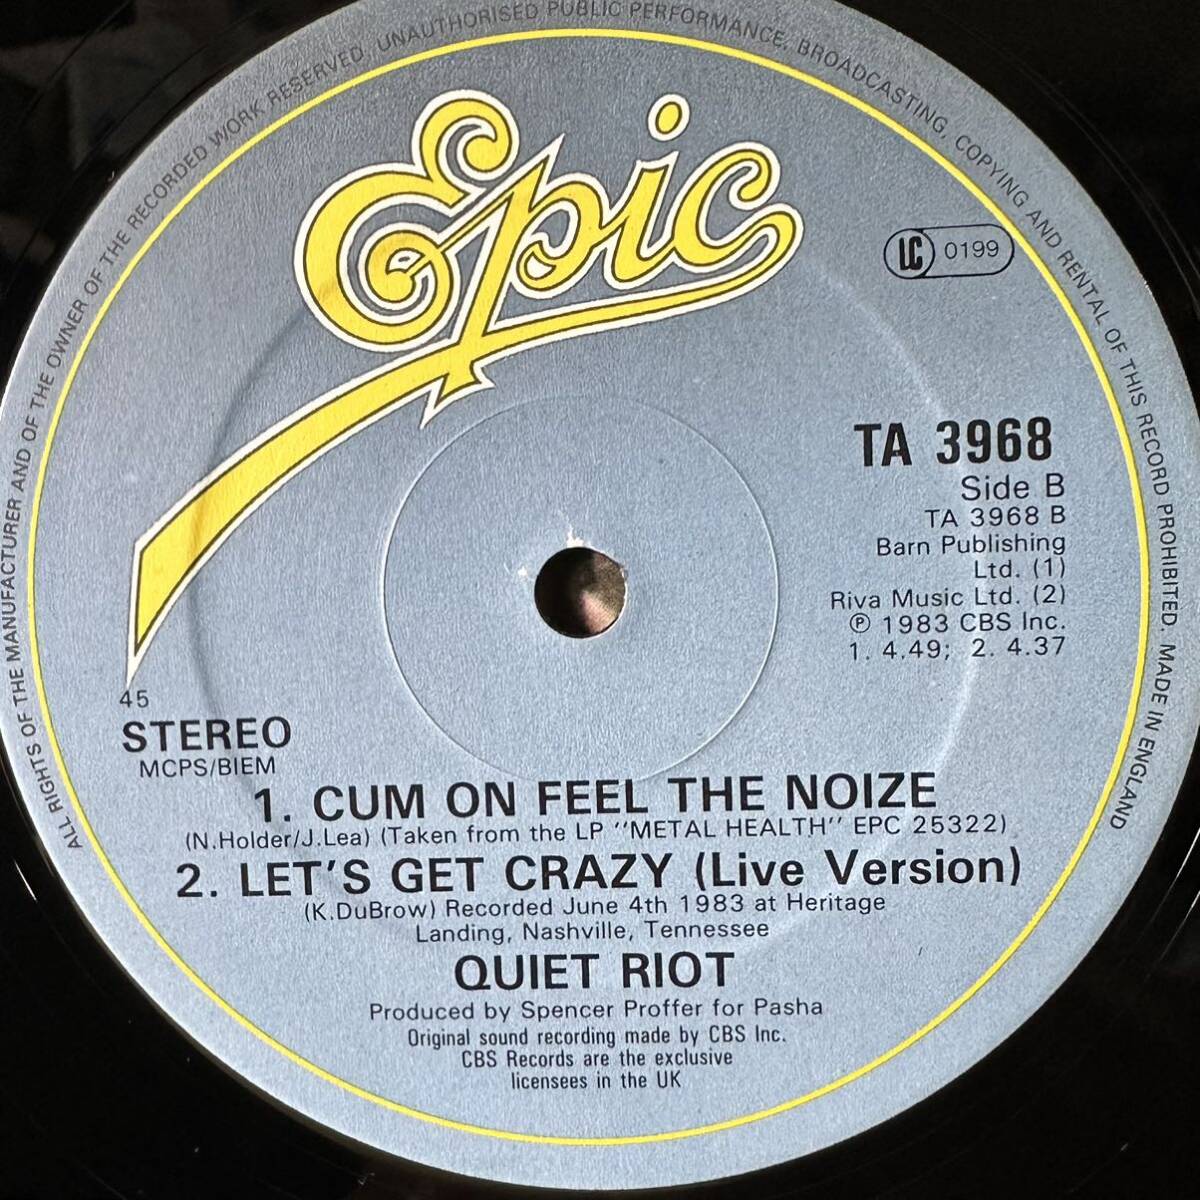 ALL RIGHTS OF THE MANUFACTURER AND OF THE OWNER OF THE RECORDED WORK RESERVED. UNAUTHORISED PUBLIC PERFORMANCE, BROADCASTING, COPYING AND RENTAL OF THIS RECORD PROHIBITED. MADE IN ENGLAND
Epic
LC 0199
TA 3968
Side B
TA 3968 B
Barn Publishing
Ltd. (1)
Riva Music Ltd. (2)
℗ 1983 CBS Inc.
1. 4.49; 2. 4.37
45
STEREO
MCPS/BIEM
1. CUM ON FEEL THE NOIZE
(N.Holder/J.Lea) (Taken from the LP "METAL HEALTH" EPC 25322)
2. LET'S GET CRAZY (Live Version)
(K.DuBrow) Recorded June 4th 1983 at Heritage
Landing, Nashville, Tennessee
QUIET RIOT
Produced by Spencer Proffer for Pasha
Original sound recording made by CBS Inc.
CBS Records are the exclusive
licensees in the UK